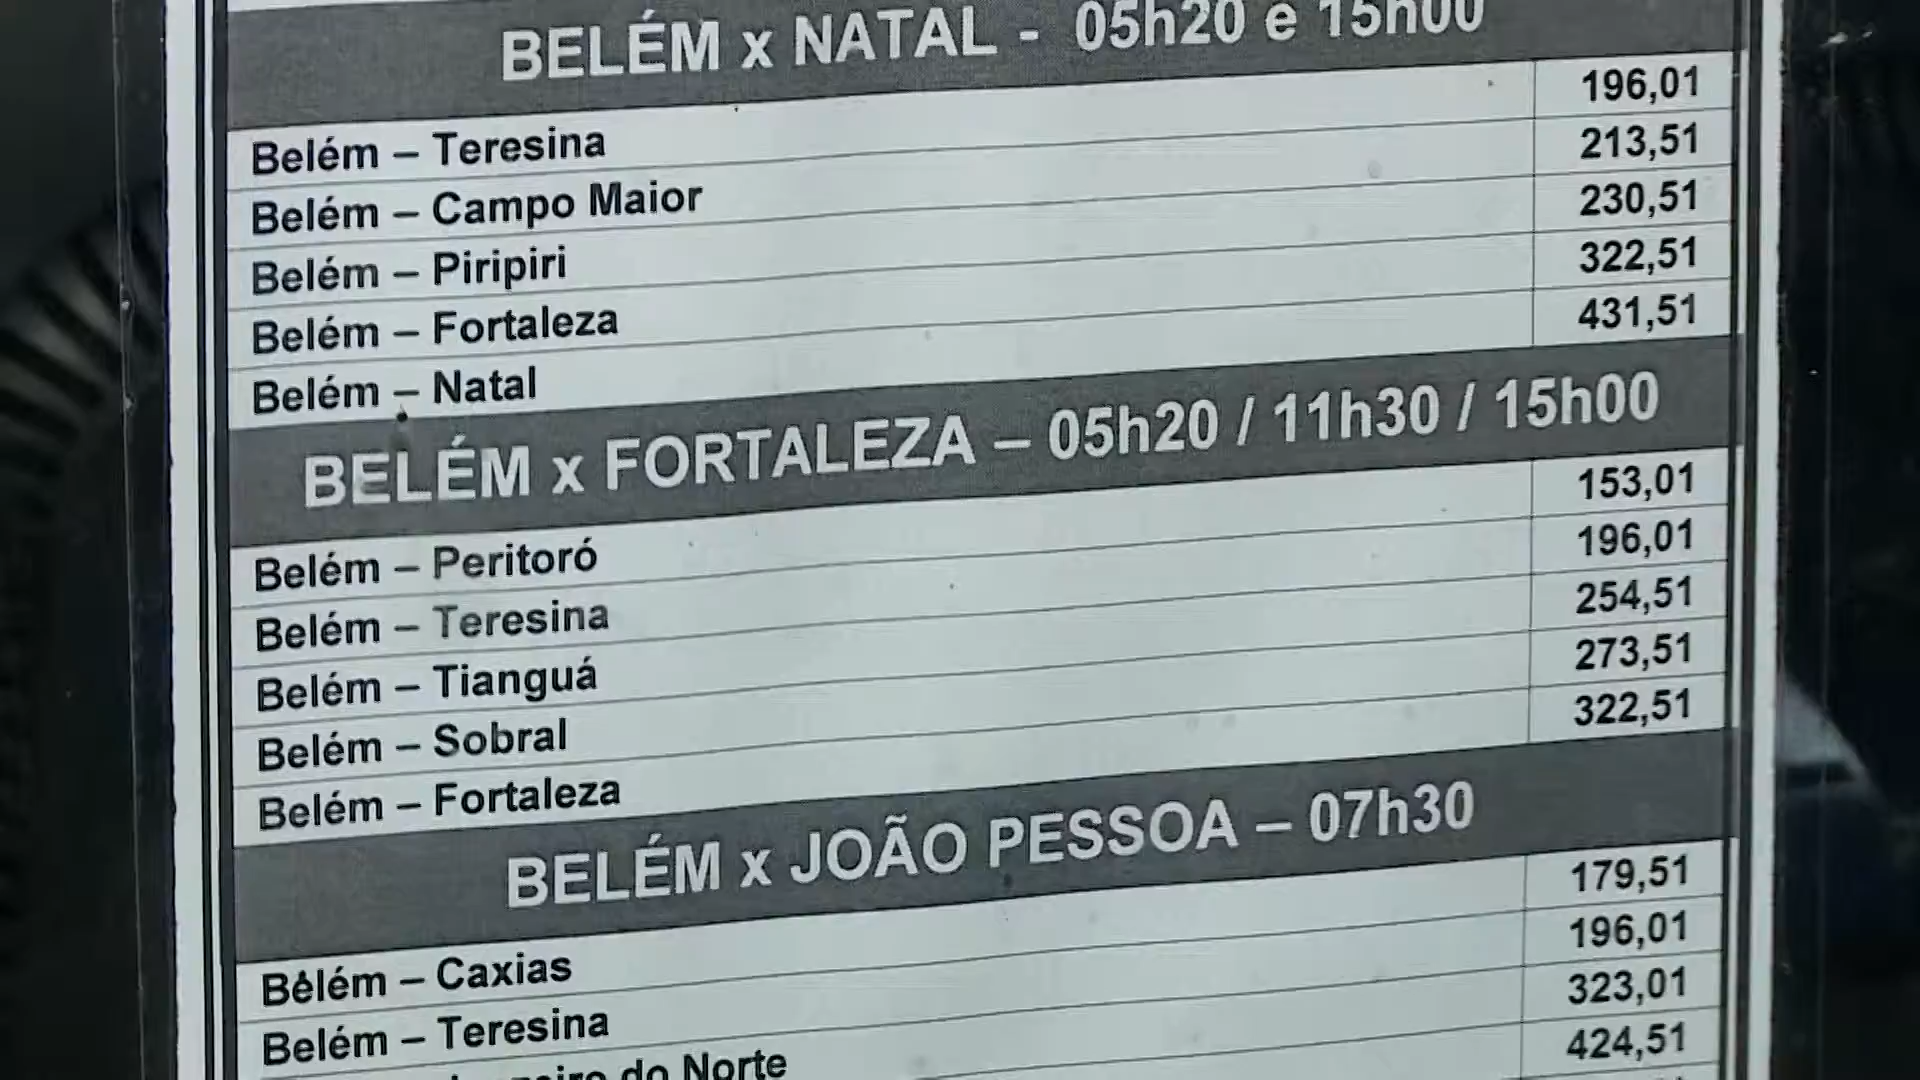 BELÉM x NATAL - 05h20 e 15h00
Belém – Teresina 196,01
Belém – Campo Maior 213,51
Belém – Piripiri 230,51
Belém – Fortaleza 322,51
Belém – Natal 431,51
BELÉM x FORTALEZA – 05h20 / 11h30 / 15h00
Belém – Peritoró 153,01
Belém – Teresina 196,01
Belém – Tianguá 254,51
Belém – Sobral 273,51
Belém – Fortaleza 322,51
BELÉM x JOÃO PESSOA – 07h30
Belém – Caxias 179,51
Belém – Teresina 196,01
do Norte 323,01
424,51